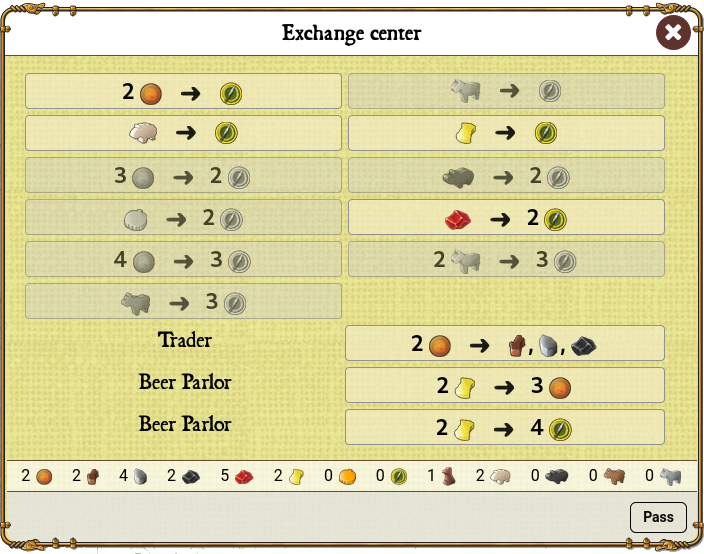 Exchange center
2
3 2 2
2 2
4 3 2 3
3
Trader 2 , ,
Beer Parlor 2 3
Beer Parlor 2 4
2 2 4 2 5 2 0 0 1 2 0 0 0
Pass